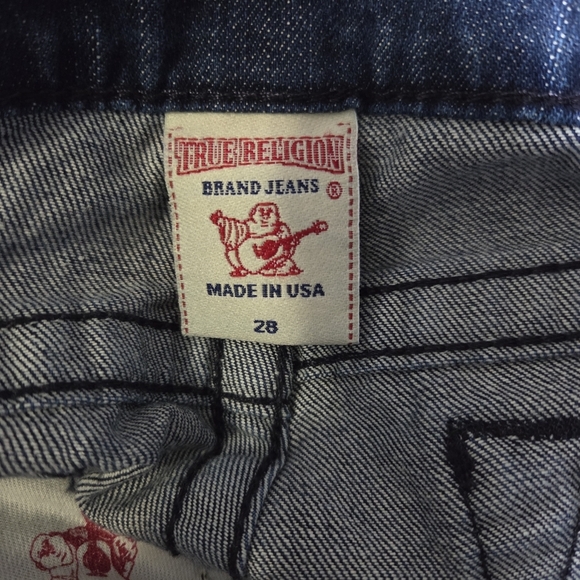 TRUE RELIGION
BRAND JEANS ®
MADE IN USA
28